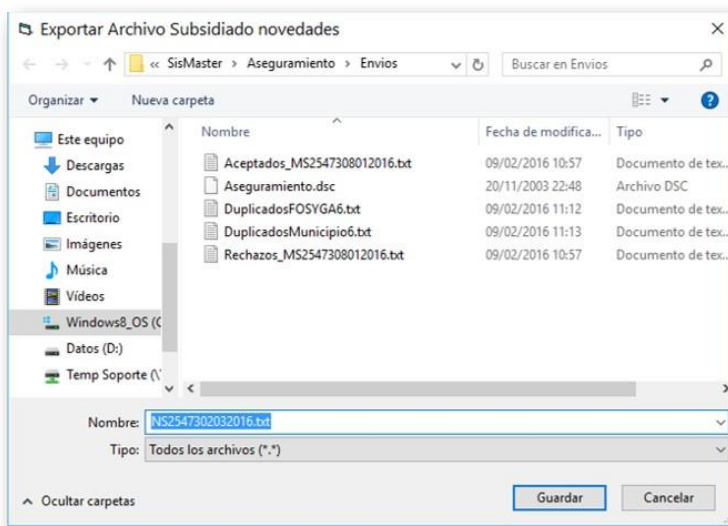 Exportar Archivo Subsidiado novedades
« SisMaster > Aseguramiento > Envios
Buscar en Envios
Organizar
Nueva carpeta
Este equipo
Descargas
Documentos
Escritorio
Imágenes
Música
Vídeos
Windows8_OS (C
Datos (D:)
Temp Soporte (\
Nombre
Fecha de modifica...
Tipo
Aceptados_MS2547308012016.txt
09/02/2016 10:57
Documento de tex...
Aseguramiento.dsc
20/11/2003 22:48
Archivo DSC
DuplicadosFOSYGA6.txt
09/02/2016 11:12
Documento de tex...
DuplicadosMunicipio6.txt
09/02/2016 11:13
Documento de tex...
Rechazos_MS2547308012016.txt
09/02/2016 10:57
Documento de tex...
Nombre: NS2547302032016.txt
Tipo: Todos los archivos (*.*)
Ocultar carpetas
Guardar
Cancelar